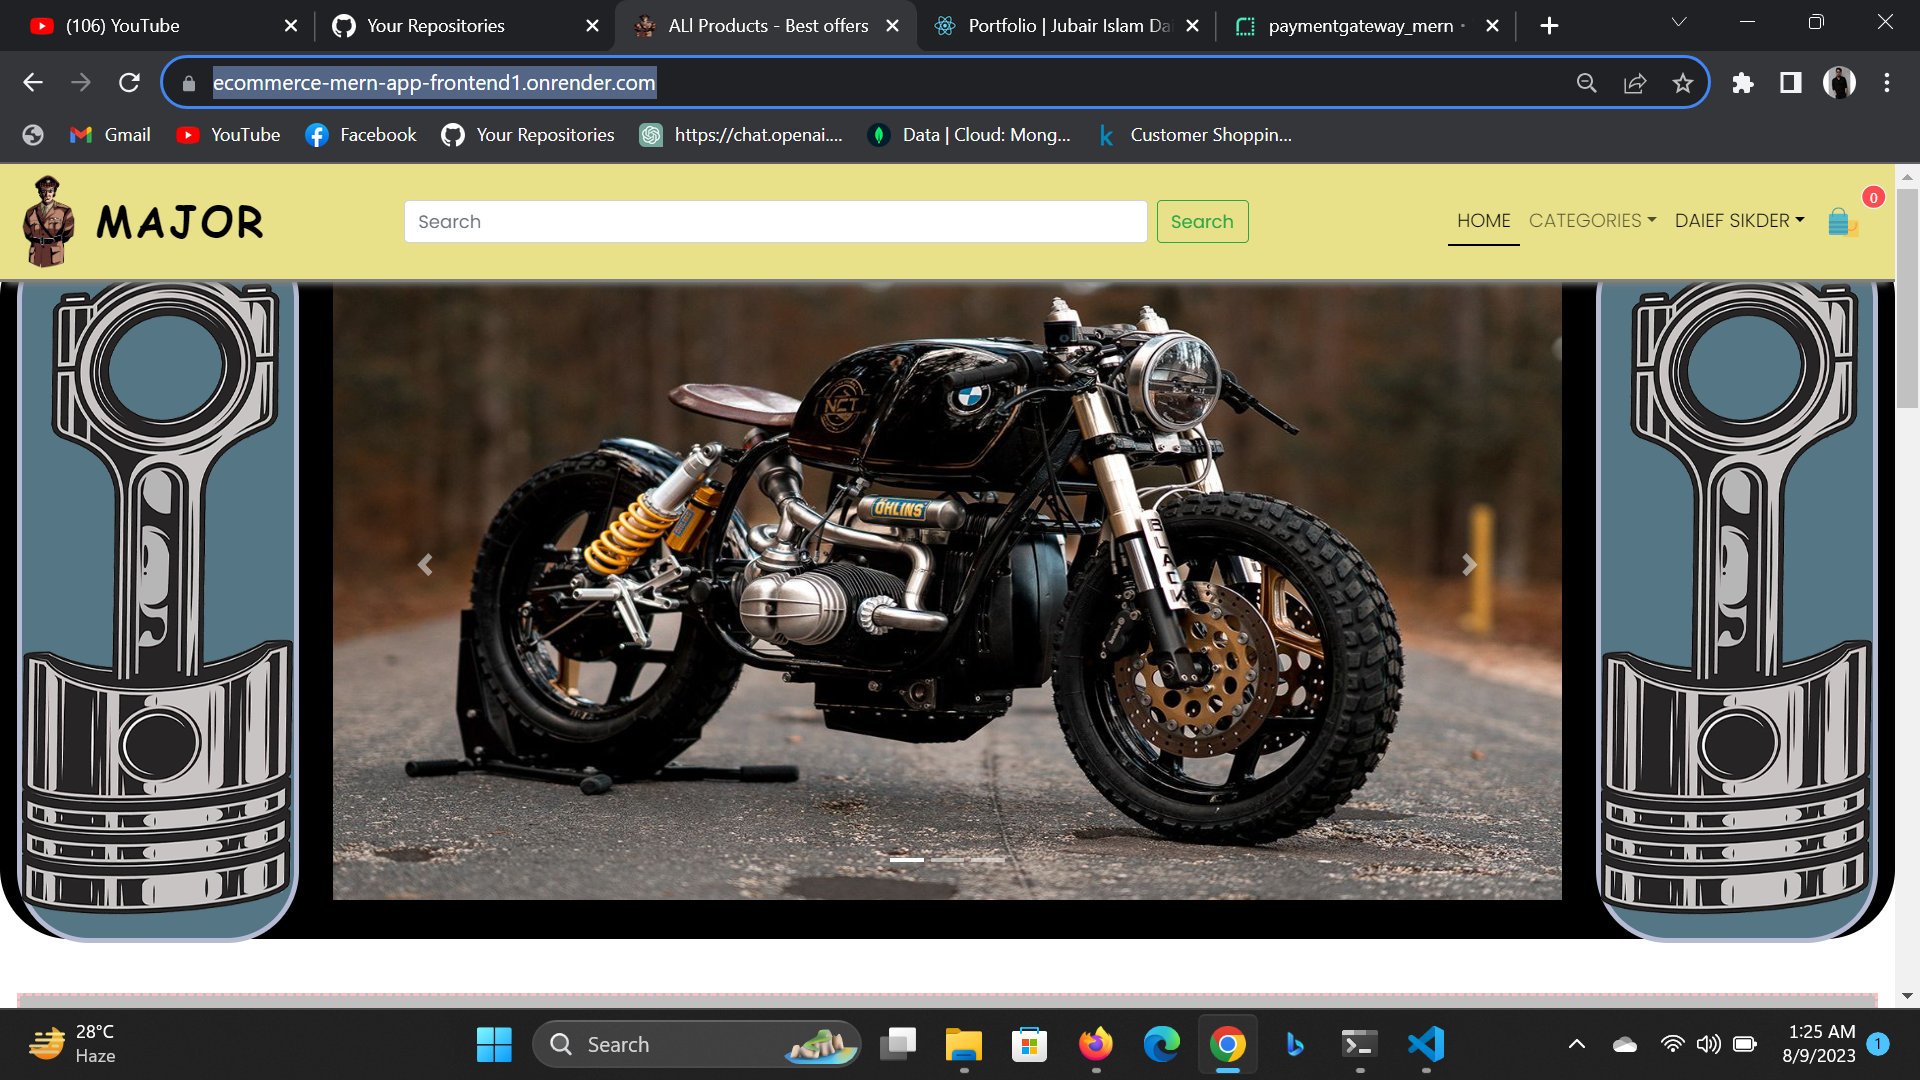 (106) YouTube
Your Repositories
ALl Products - Best offers
Portfolio | Jubair Islam Dai
paymentgateway_mern ·
ecommerce-mern-app-frontend1.onrender.com
Gmail
YouTube
Facebook
Your Repositories
https://chat.openai....
Data | Cloud: Mong...
Customer Shoppin...
MAJOR
Search
Search
HOME
CATEGORIES
DAIEF SIKDER
0
NCT
ÖHLINS
BLACK
28°C
Haze
Search
1:25 AM
8/9/2023
1